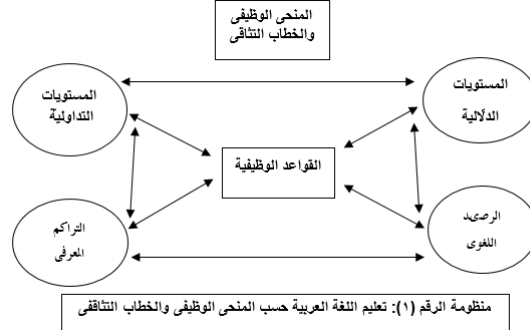 المنحى الوظيفى
والخطاب التثاقى
المستويات
الدلالية
المستويات
التداولية
القواعد الوظيفية
الرصيد
اللغوى
التراكم
المعرفى
منظومة الرقم (١): تعليم اللغة العربية حسب المنحى الوظيفى والخطاب التثاقفى